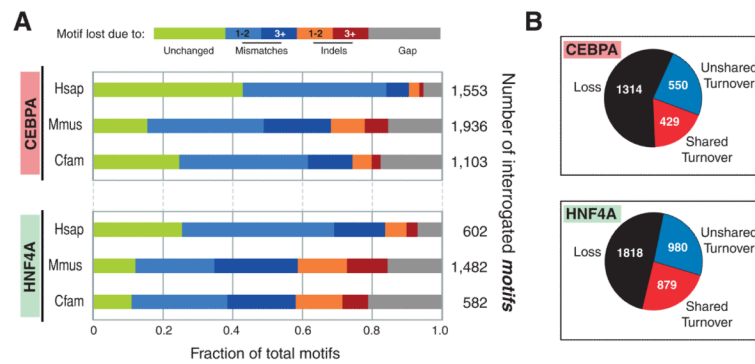 A
Motif lost due to:
1-2 3+ 1-2 3+
Unchanged Mismatches Indels Gap
CEBPA
Hsap 1,553
Mmus 1,936
Cfam 1,103
HNF4A
Hsap 602
Mmus 1,482
Cfam 582
0 0.2 0.4 0.6 0.8 1.0
Fraction of total motifs
Number of interrogated motifs
B
CEBPA
Loss
1314
550
Unshared
Turnover
429
Shared
Turnover
HNF4A
Loss
1818
980
Unshared
Turnover
879
Shared
Turnover